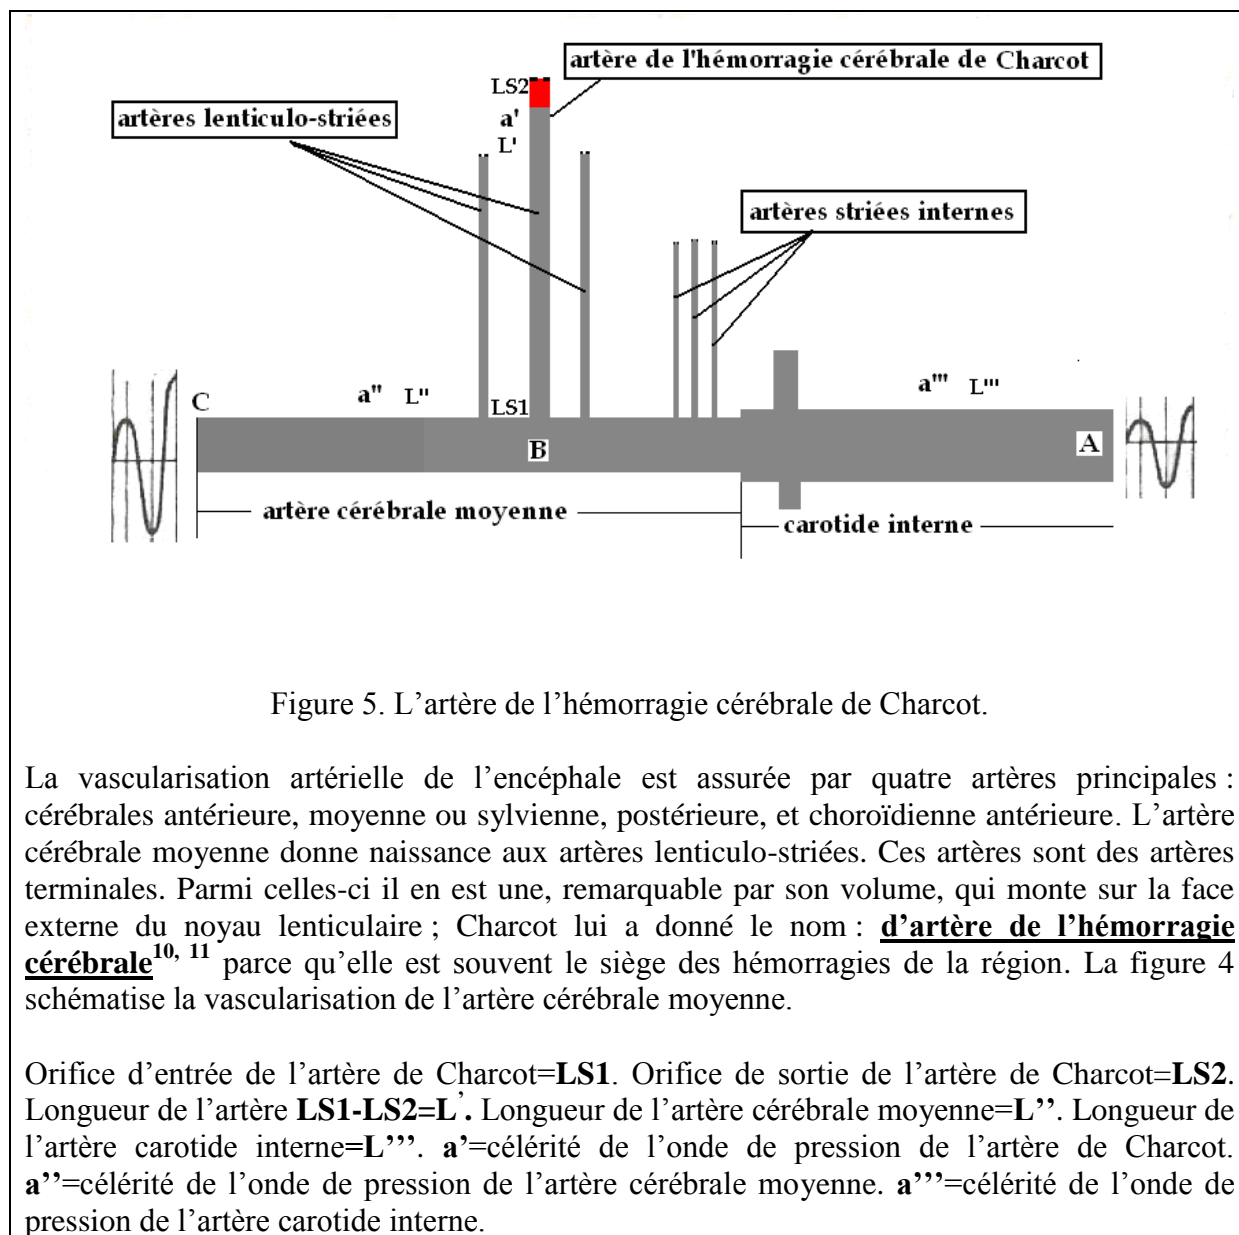 artère de l'hémorragie cérébrale de Charcot
LS2
artères lenticulo-striées
a'
L'
artères striées internes
a'' L''
a''' L'''
C
LS1
B
A
artère cérébrale moyenne
carotide interne
Figure 5. L’artère de l’hémorragie cérébrale de Charcot.
La vascularisation artérielle de l’encéphale est assurée par quatre artères principales :
cérébrales antérieure, moyenne ou sylvienne, postérieure, et choroïdienne antérieure. L’artère
cérébrale moyenne donne naissance aux artères lenticulo-striées. Ces artères sont des artères
terminales. Parmi celles-ci il en est une, remarquable par son volume, qui monte sur la face
externe du noyau lenticulaire ; Charcot lui a donné le nom : d’artère de l’hémorragie
cérébrale10, 11 parce qu’elle est souvent le siège des hémorragies de la région. La figure 4
schématise la vascularisation de l’artère cérébrale moyenne.
Orifice d’entrée de l’artère de Charcot=LS1. Orifice de sortie de l’artère de Charcot=LS2.
Longueur de l’artère LS1-LS2=L’. Longueur de l’artère cérébrale moyenne=L’’. Longueur de
l’artère carotide interne=L’’’. a’=célérité de l’onde de pression de l’artère de Charcot.
a’’=célérité de l’onde de pression de l’artère cérébrale moyenne. a’’’=célérité de l’onde de
pression de l’artère carotide interne.